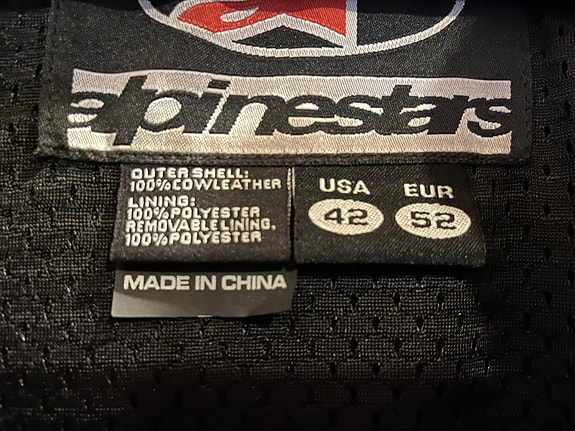 alpinestars
OUTER SHELL:
100% COWLEATHER
LINING:
100% POLYESTER
REMOVABLE LINING.
100% POLYESTER
USA EUR
42 52
MADE IN CHINA